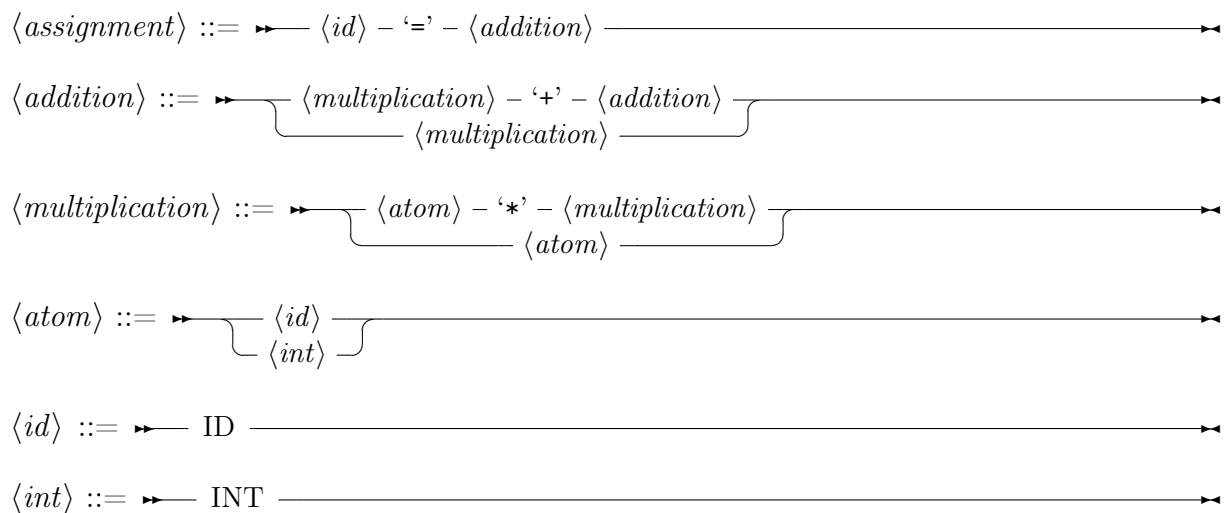 ⟨assignment⟩ ::= ⟨id⟩ – ‘=’ – ⟨addition⟩
⟨addition⟩ ::= ⟨multiplication⟩ – ‘+’ – ⟨addition⟩
⟨multiplication⟩
⟨multiplication⟩ ::= ⟨atom⟩ – ‘*’ – ⟨multiplication⟩
⟨atom⟩
⟨atom⟩ ::= ⟨id⟩
⟨int⟩
⟨id⟩ ::= ID
⟨int⟩ ::= INT